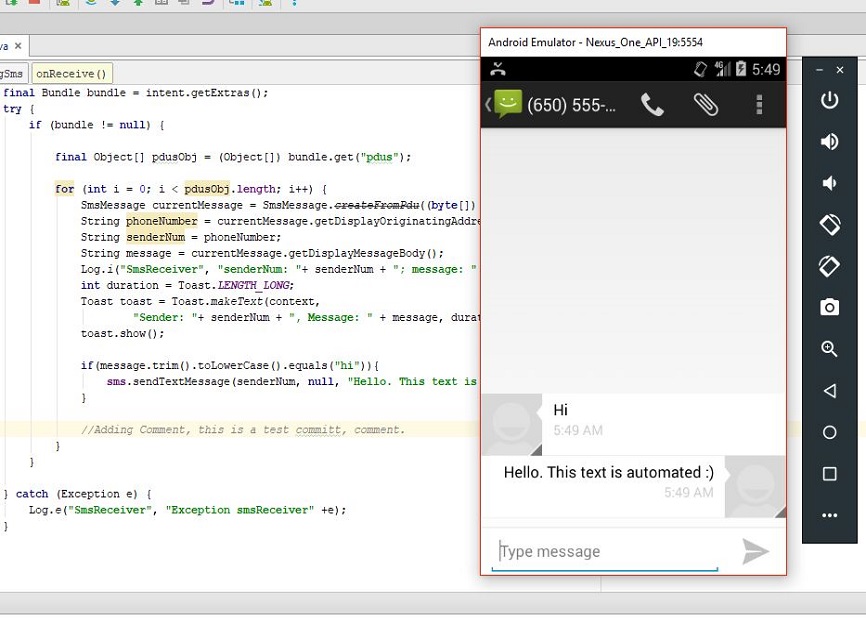 va
gSms onReceive()
final Bundle bundle = intent.getExtras();
try {
if (bundle != null) {
final Object[] pdusObj = (Object[]) bundle.get("pdus");
for (int i = 0; i < pdusObj.length; i++) {
SmsMessage currentMessage = SmsMessage.createFromPdu((byte[])
String phoneNumber = currentMessage.getDisplayOriginatingAddre
String senderNum = phoneNumber;
String message = currentMessage.getDisplayMessageBody();
Log.i("SmsReceiver", "senderNum: "+ senderNum + "; message: "
int duration = Toast.LENGTH_LONG;
Toast toast = Toast.makeText(context,
"Sender: "+ senderNum + ", Message: " + message, durat
toast.show();
if(message.trim().toLowerCase().equals("hi")){
sms.sendTextMessage(senderNum, null, "Hello. This text is
}
//Adding Comment, this is a test committ, comment.
}
}
} catch (Exception e) {
Log.e("SmsReceiver", "Exception smsReceiver" +e);
}
Android Emulator - Nexus_One_API_19:5554
4G 5:49
(650) 555-...
Hi
5:49 AM
Hello. This text is automated :)
5:49 AM
Type message